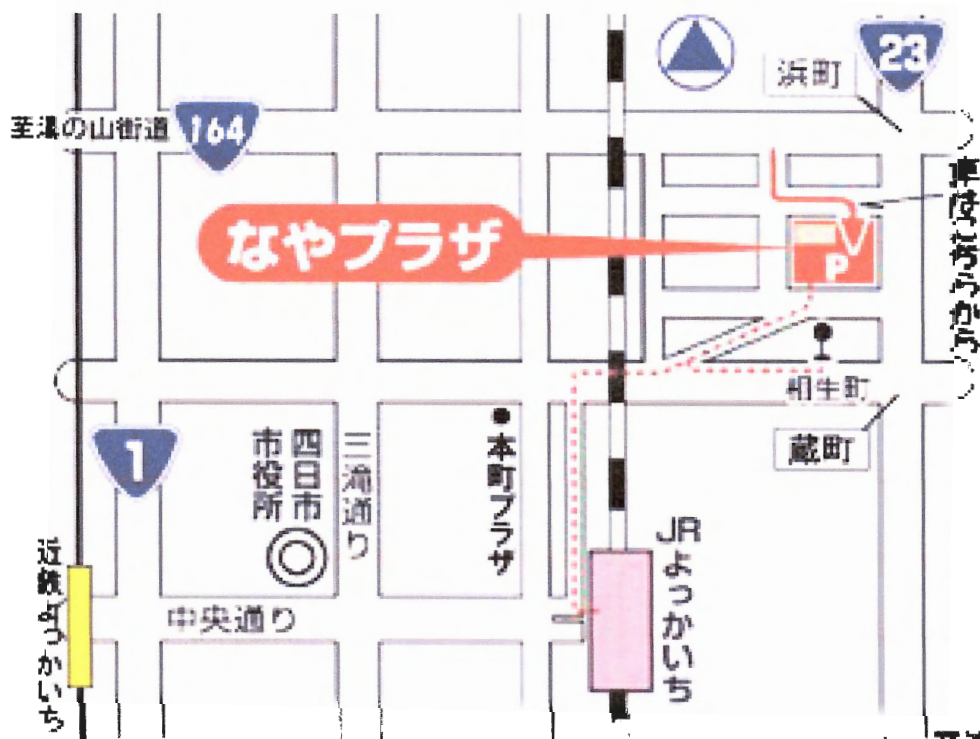 23
浜町
至湯の山街道
164
なやプラザ
P
相生町
蔵町
1
四日市
市役所
三滝通り
本町プラザ
JRよっかいち
近鉄よっかいち
中央通り